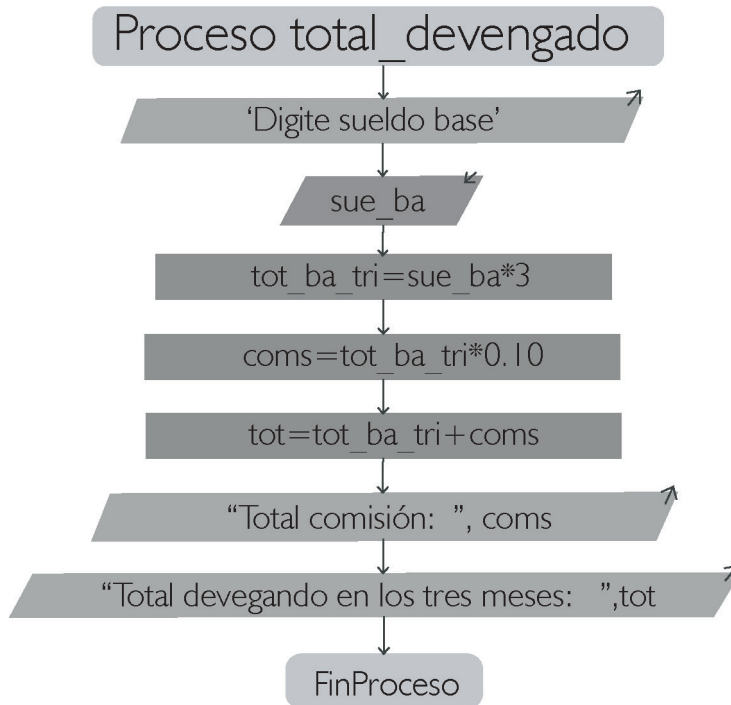 Proceso total_devengado
‘Digite sueldo base’
sue_ba
tot_ba_tri=sue_ba*3
coms=tot_ba_tri*0.10
tot=tot_ba_tri+coms
“Total comisión:  ”, coms
“Total devegando en los tres meses:   ”,tot
FinProceso